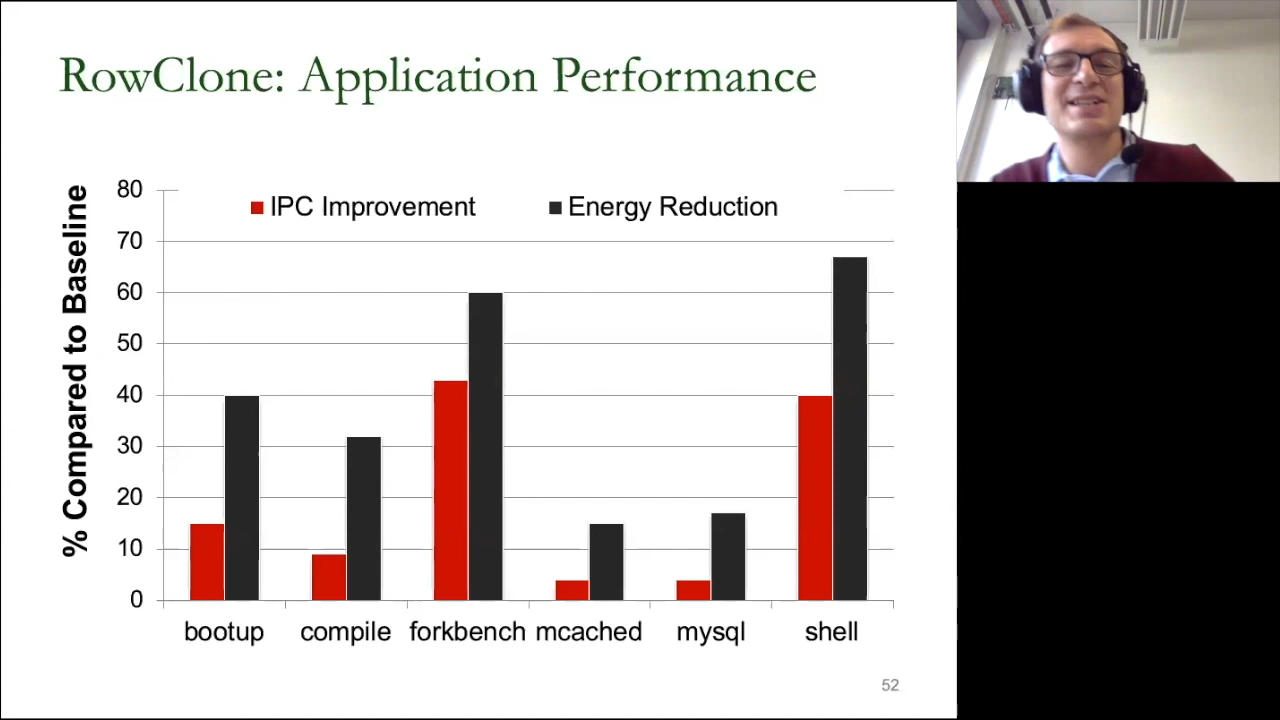 RowClone: Application Performance
% Compared to Baseline
80
70
60
50
40
30
20
10
0
IPC Improvement
Energy Reduction
bootup compile forkbench mcached mysql shell
52